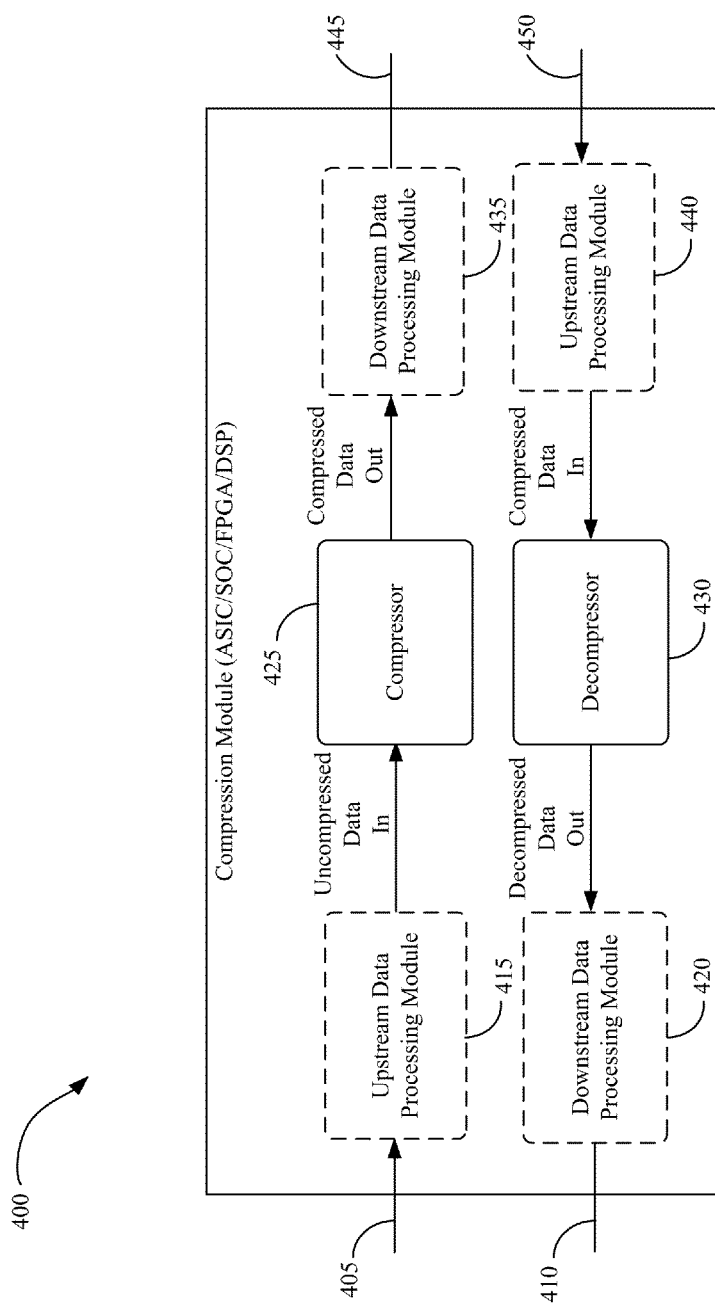 400
Compression Module (ASIC/SOC/FPGA/DSP)
405
Upstream Data
Processing Module
415
Uncompressed
Data
In
425
Compressor
Compressed
Data
Out
Downstream Data
Processing Module
435
445
410
Downstream Data
Processing Module
420
Decompressed
Data
Out
Decompressor
430
Compressed
Data
In
Upstream Data
Processing Module
440
450